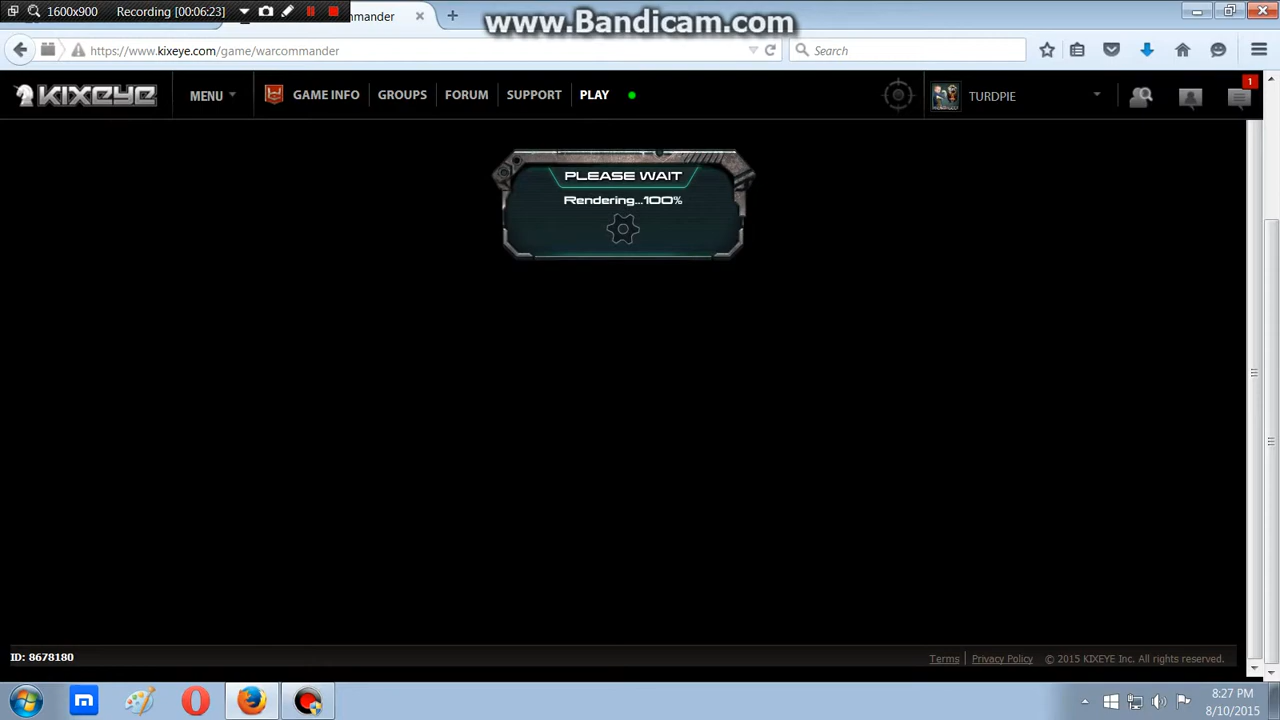 1600x900 Recording [00:06:23] mmander
www.Bandicam.com
https://www.kixeye.com/game/warcommander
Search
KIXEYE
MENU
GAME INFO
GROUPS
FORUM
SUPPORT
PLAY
TURDPIE
1
PLEASE WAIT
Rendering...100%
ID: 8678180
Terms
Privacy Policy
© 2015 KIXEYE Inc. All rights reserved.
8:27 PM
8/10/2015